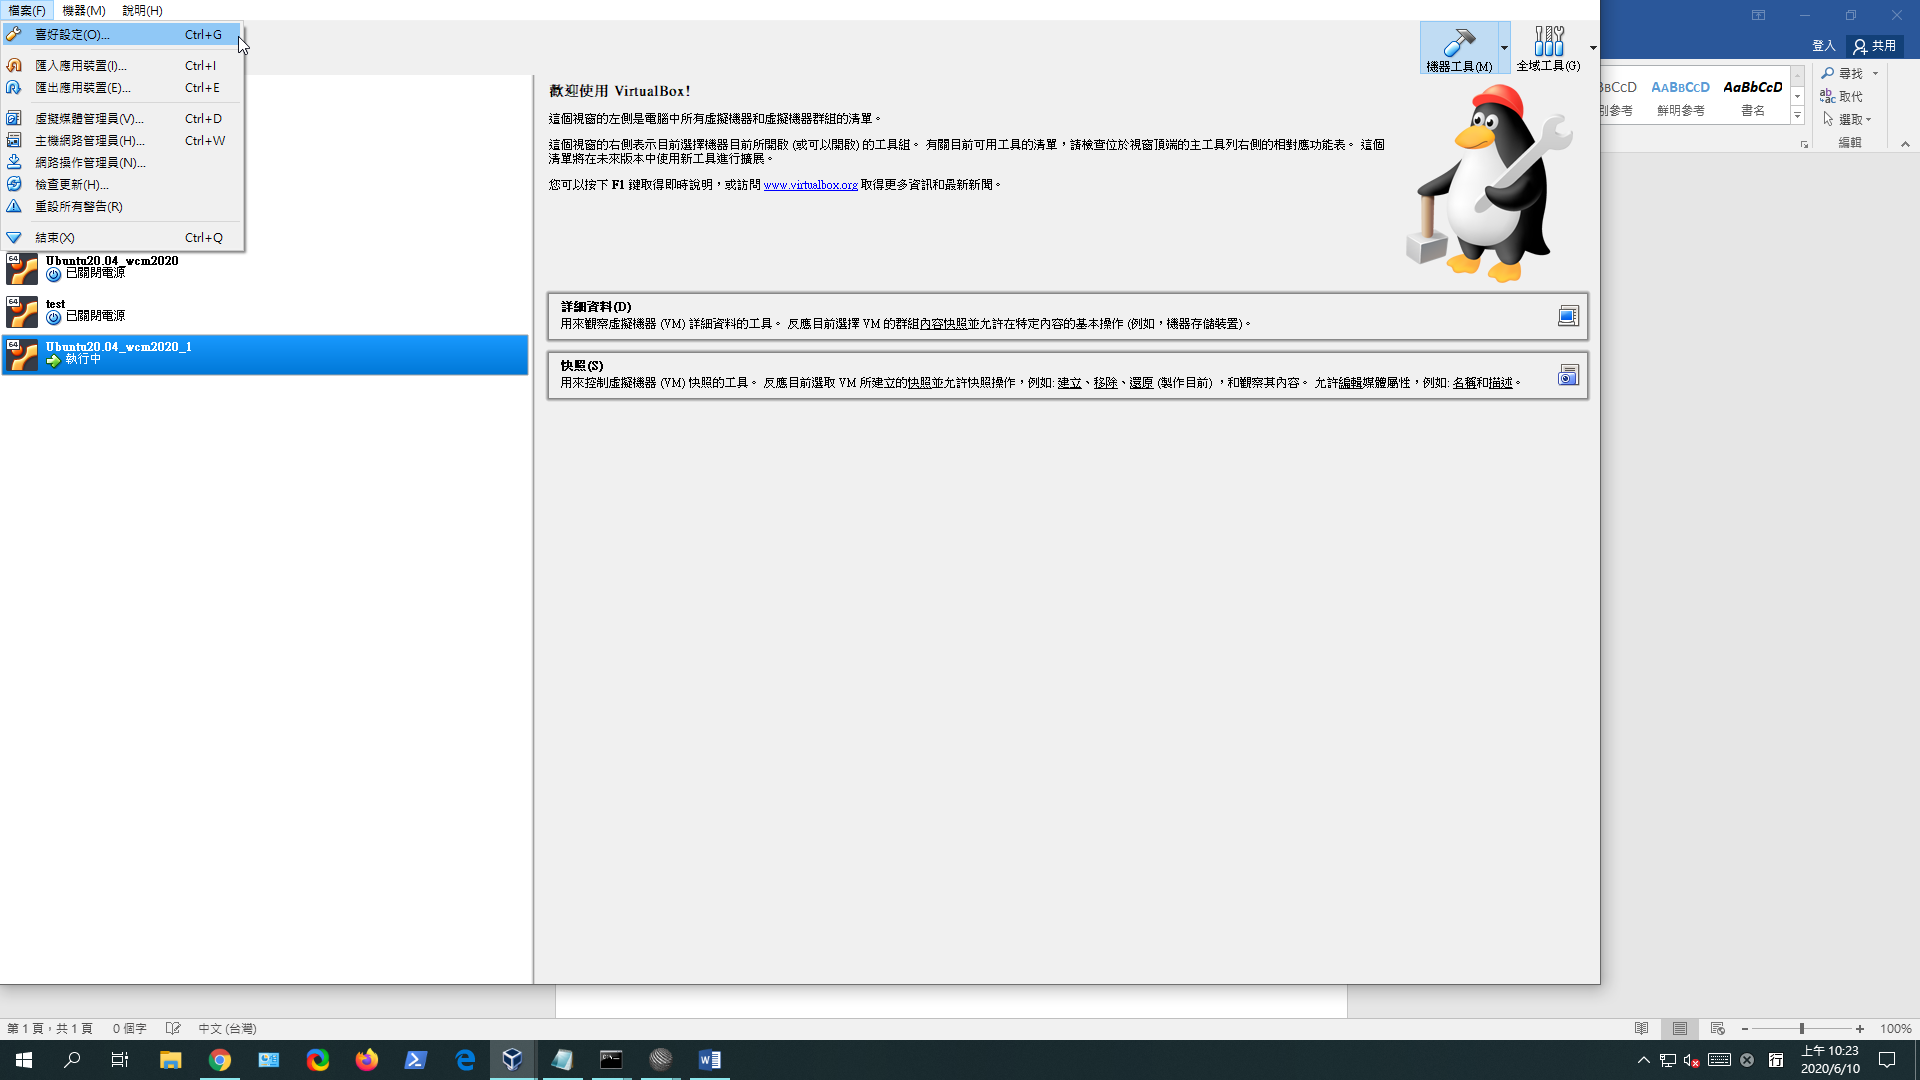 檔案(F) 機器(M) 說明(H)
喜好設定(O)... Ctrl+G
匯入應用裝置(I)... Ctrl+I
匯出應用裝置(E)... Ctrl+E
虛擬媒體管理員(V)... Ctrl+D
主機網路管理員(H)... Ctrl+W
網路操作管理員(N)...
檢查更新(H)...
重設所有警告(R)
結束(X) Ctrl+Q
64
Ubuntu20.04_wcm2020
已關閉電源
64
test
已關閉電源
64
Ubuntu20.04_wcm2020_1
執行中
機器工具(M) 全域工具(G)
歡迎使用 VirtualBox!
這個視窗的左側是電腦中所有虛擬機器和虛擬機器群組的清單。
這個視窗的右側表示目前選擇機器目前所開啟 (或可以開啟) 的工具組。 有關目前可用工具的清單，請檢查位於視窗頂端的主工具列右側的相對應功能表。 這個
清單將在未來版本中使用新工具進行擴展。
您可以按下 F1 鍵取得即時說明，或訪問 www.virtualbox.org 取得更多資訊和最新新聞。
詳細資料(D)
用來觀察虛擬機器 (VM) 詳細資料的工具。 反應目前選擇 VM 的群組內容快照並允許在特定內容的基本操作 (例如，機器存儲裝置)。
快照(S)
用來控制虛擬機器 (VM) 快照的工具。 反應目前選取 VM 所建立的快照並允許快照操作，例如: 建立、移除、還原 (製作目前) ，和觀察其內容。 允許編輯媒體屬性，例如: 名稱和描述。
登入 共用
BCCD AABBCCD AaBbCcD
別參考 鮮明參考 書名
尋找
取代
選取
編輯
第 1 頁，共 1 頁 0 個字 中文 (台灣)
100%
行
上午 10:23
2020/6/10